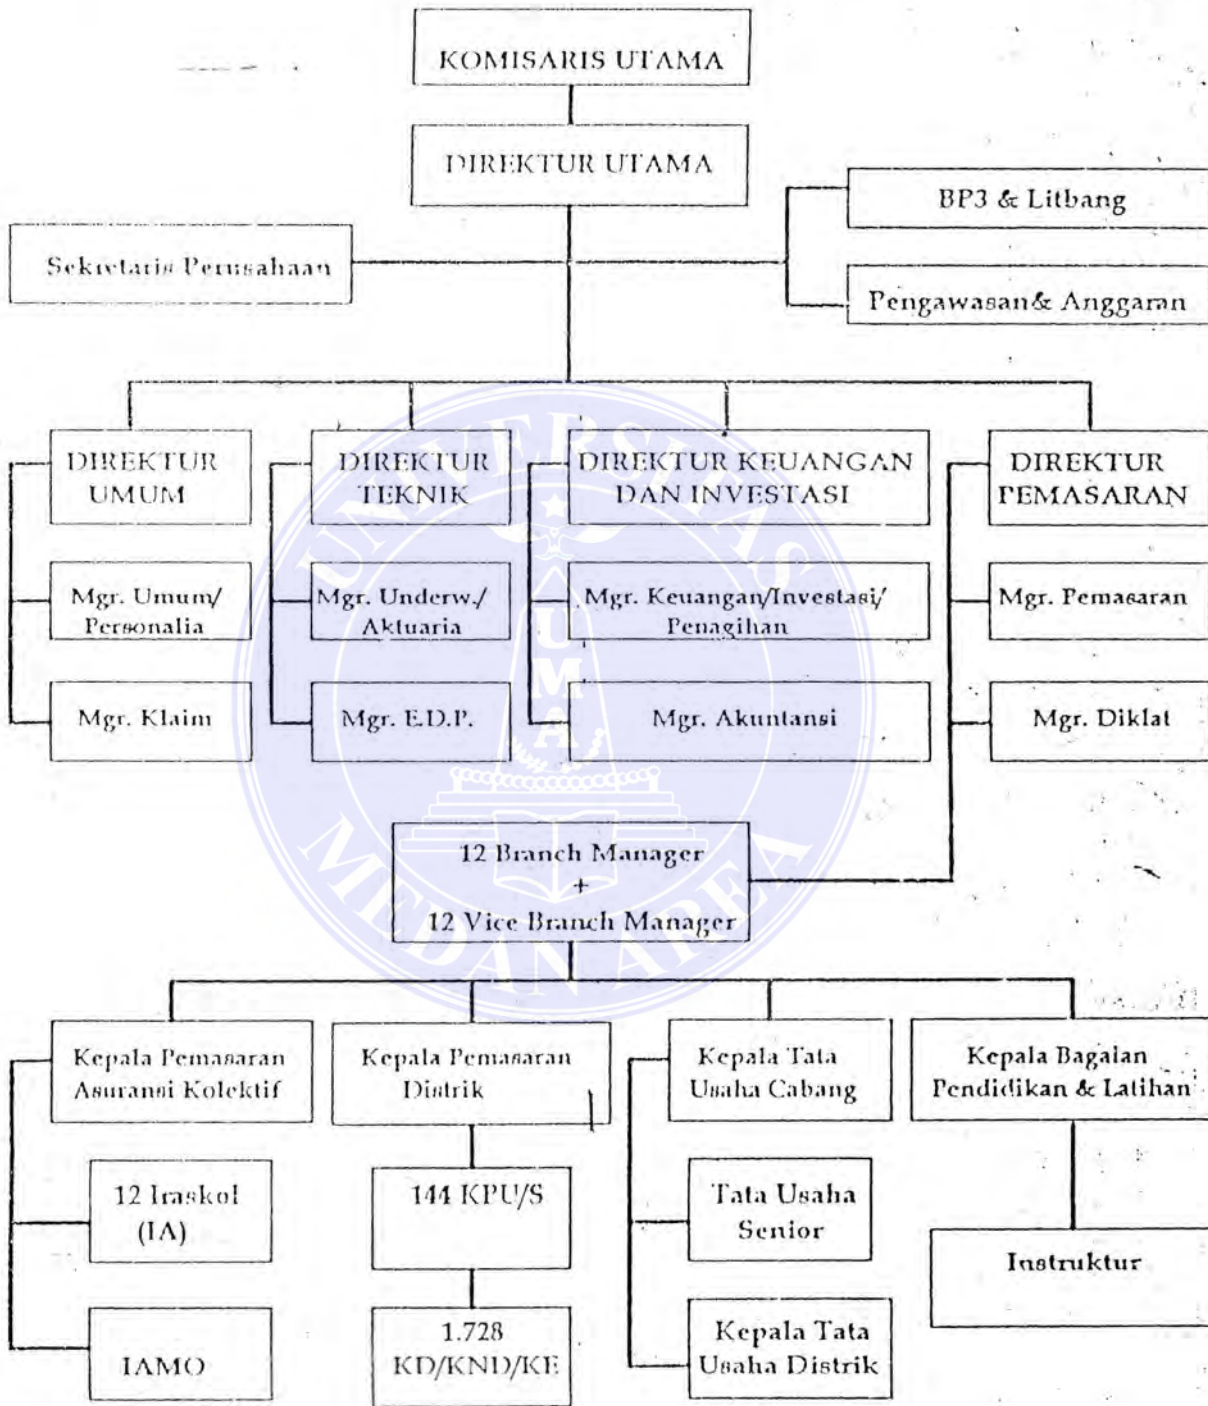 KOMISARIS UTAMA
DIREKTUR UTAMA
BP3 & Litbang
Sekretaris Perusahaan
Pengawasan& Anggaran
DIREKTUR
UMUM
DIREKTUR
TEKNIK
DIREKTUR KEUANGAN
DAN INVESTASI
DIREKTUR
PEMASARAN
Mgr. Umum/
Personalia
Mgr. Underw./
Aktuaria
Mgr. Keuangan/Investasi/
Penagihan
Mgr. Pemasaran
Mgr. Klaim
Mgr. E.D.P.
Mgr. Akuntansi
Mgr. Diklat
12 Branch Manager
+
12 Vice Branch Manager
Kepala Pemasaran
Asuransi Kolektif
Kepala Pemasaran
Distrik
Kepala Tata
Usaha Cabang
Kepala Bagaian
Pendidikan & Latihan
12 Iraskol
(IA)
144 KPU/S
Tata Usaha
Senior
Instruktur
IAMO
1.728
KD/KND/KE
Kepala Tata
Usaha Distrik
UNIVERSITAS
UMA
MEDAN AREA